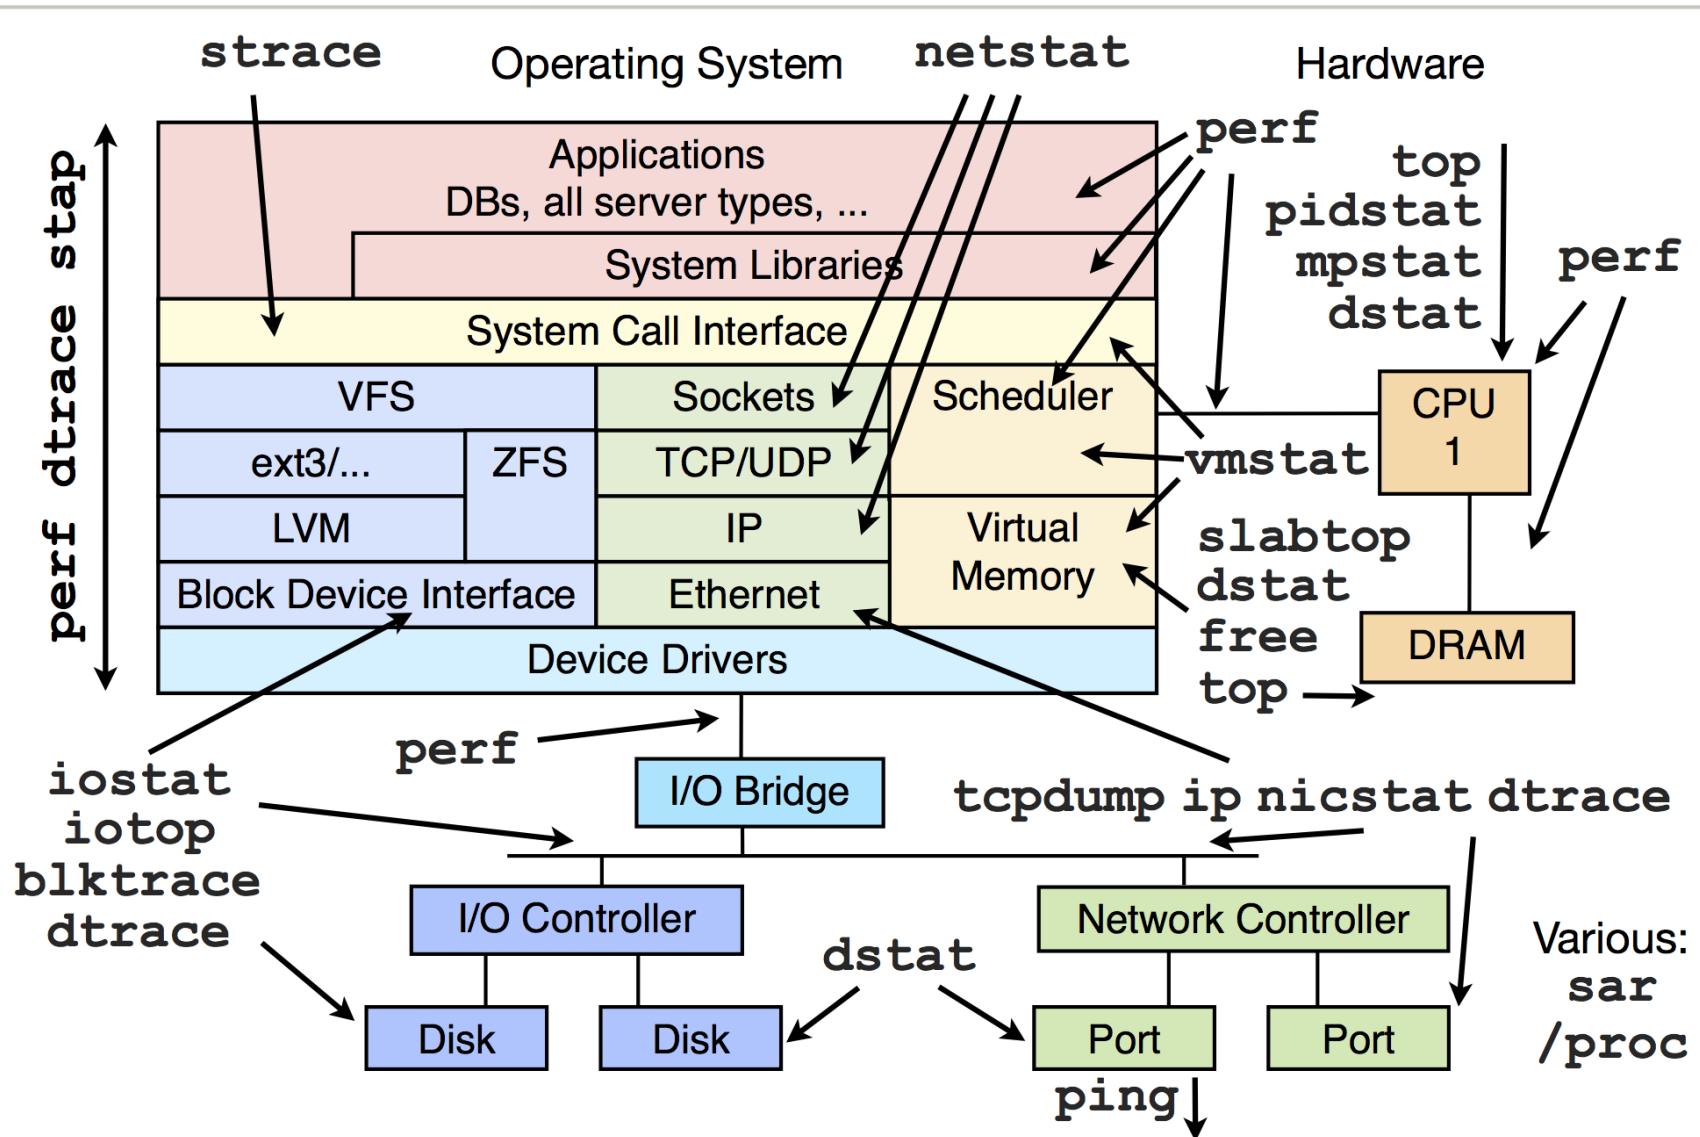 strace
Operating System
netstat
Hardware
perf dtrace stap
Applications
DBs, all server types, ...
System Libraries
System Call Interface
VFS
Sockets
Scheduler
ext3/...
ZFS
TCP/UDP
LVM
IP
Virtual
Memory
Block Device Interface
Ethernet
Device Drivers
perf
top
pidstat
mpstat
dstat
perf
CPU
1
vmstat
slabtop
dstat
free
top
DRAM
perf
I/O Bridge
iostat
iotop
blktrace
dtrace
tcpdump ip nicstat dtrace
I/O Controller
Network Controller
dstat
Disk
Disk
Port
Port
ping
Various:
sar
/proc